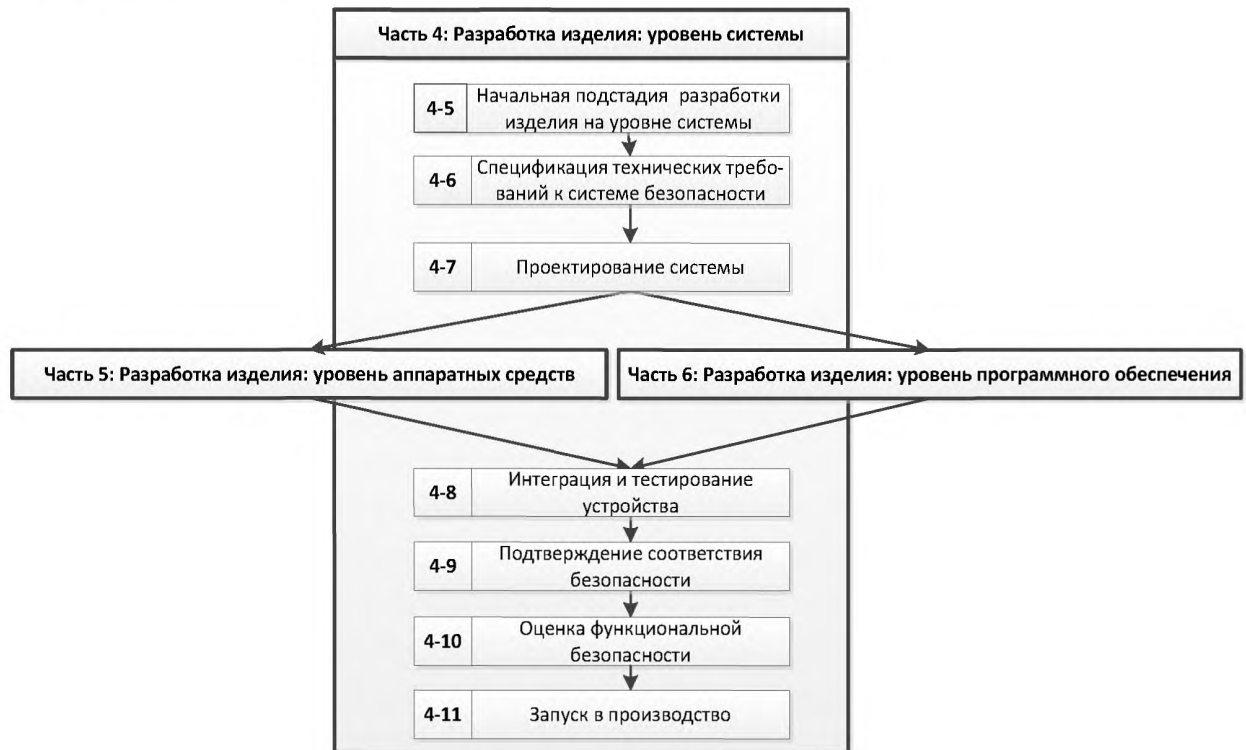 Часть 4: Разработка изделия: уровень системы
4-5
Начальная подстадия разработки
изделия на уровне системы
4-6
Спецификация технических требо-
ваний к системе безопасности
4-7
Проектирование системы
Часть 5: Разработка изделия: уровень аппаратных средств
Часть 6: Разработка изделия: уровень программного обеспечения
4-8
Интеграция и тестирование
устройства
4-9
Подтверждение соответствия
безопасности
4-10
Оценка функциональной
безопасности
4-11
Запуск в производство